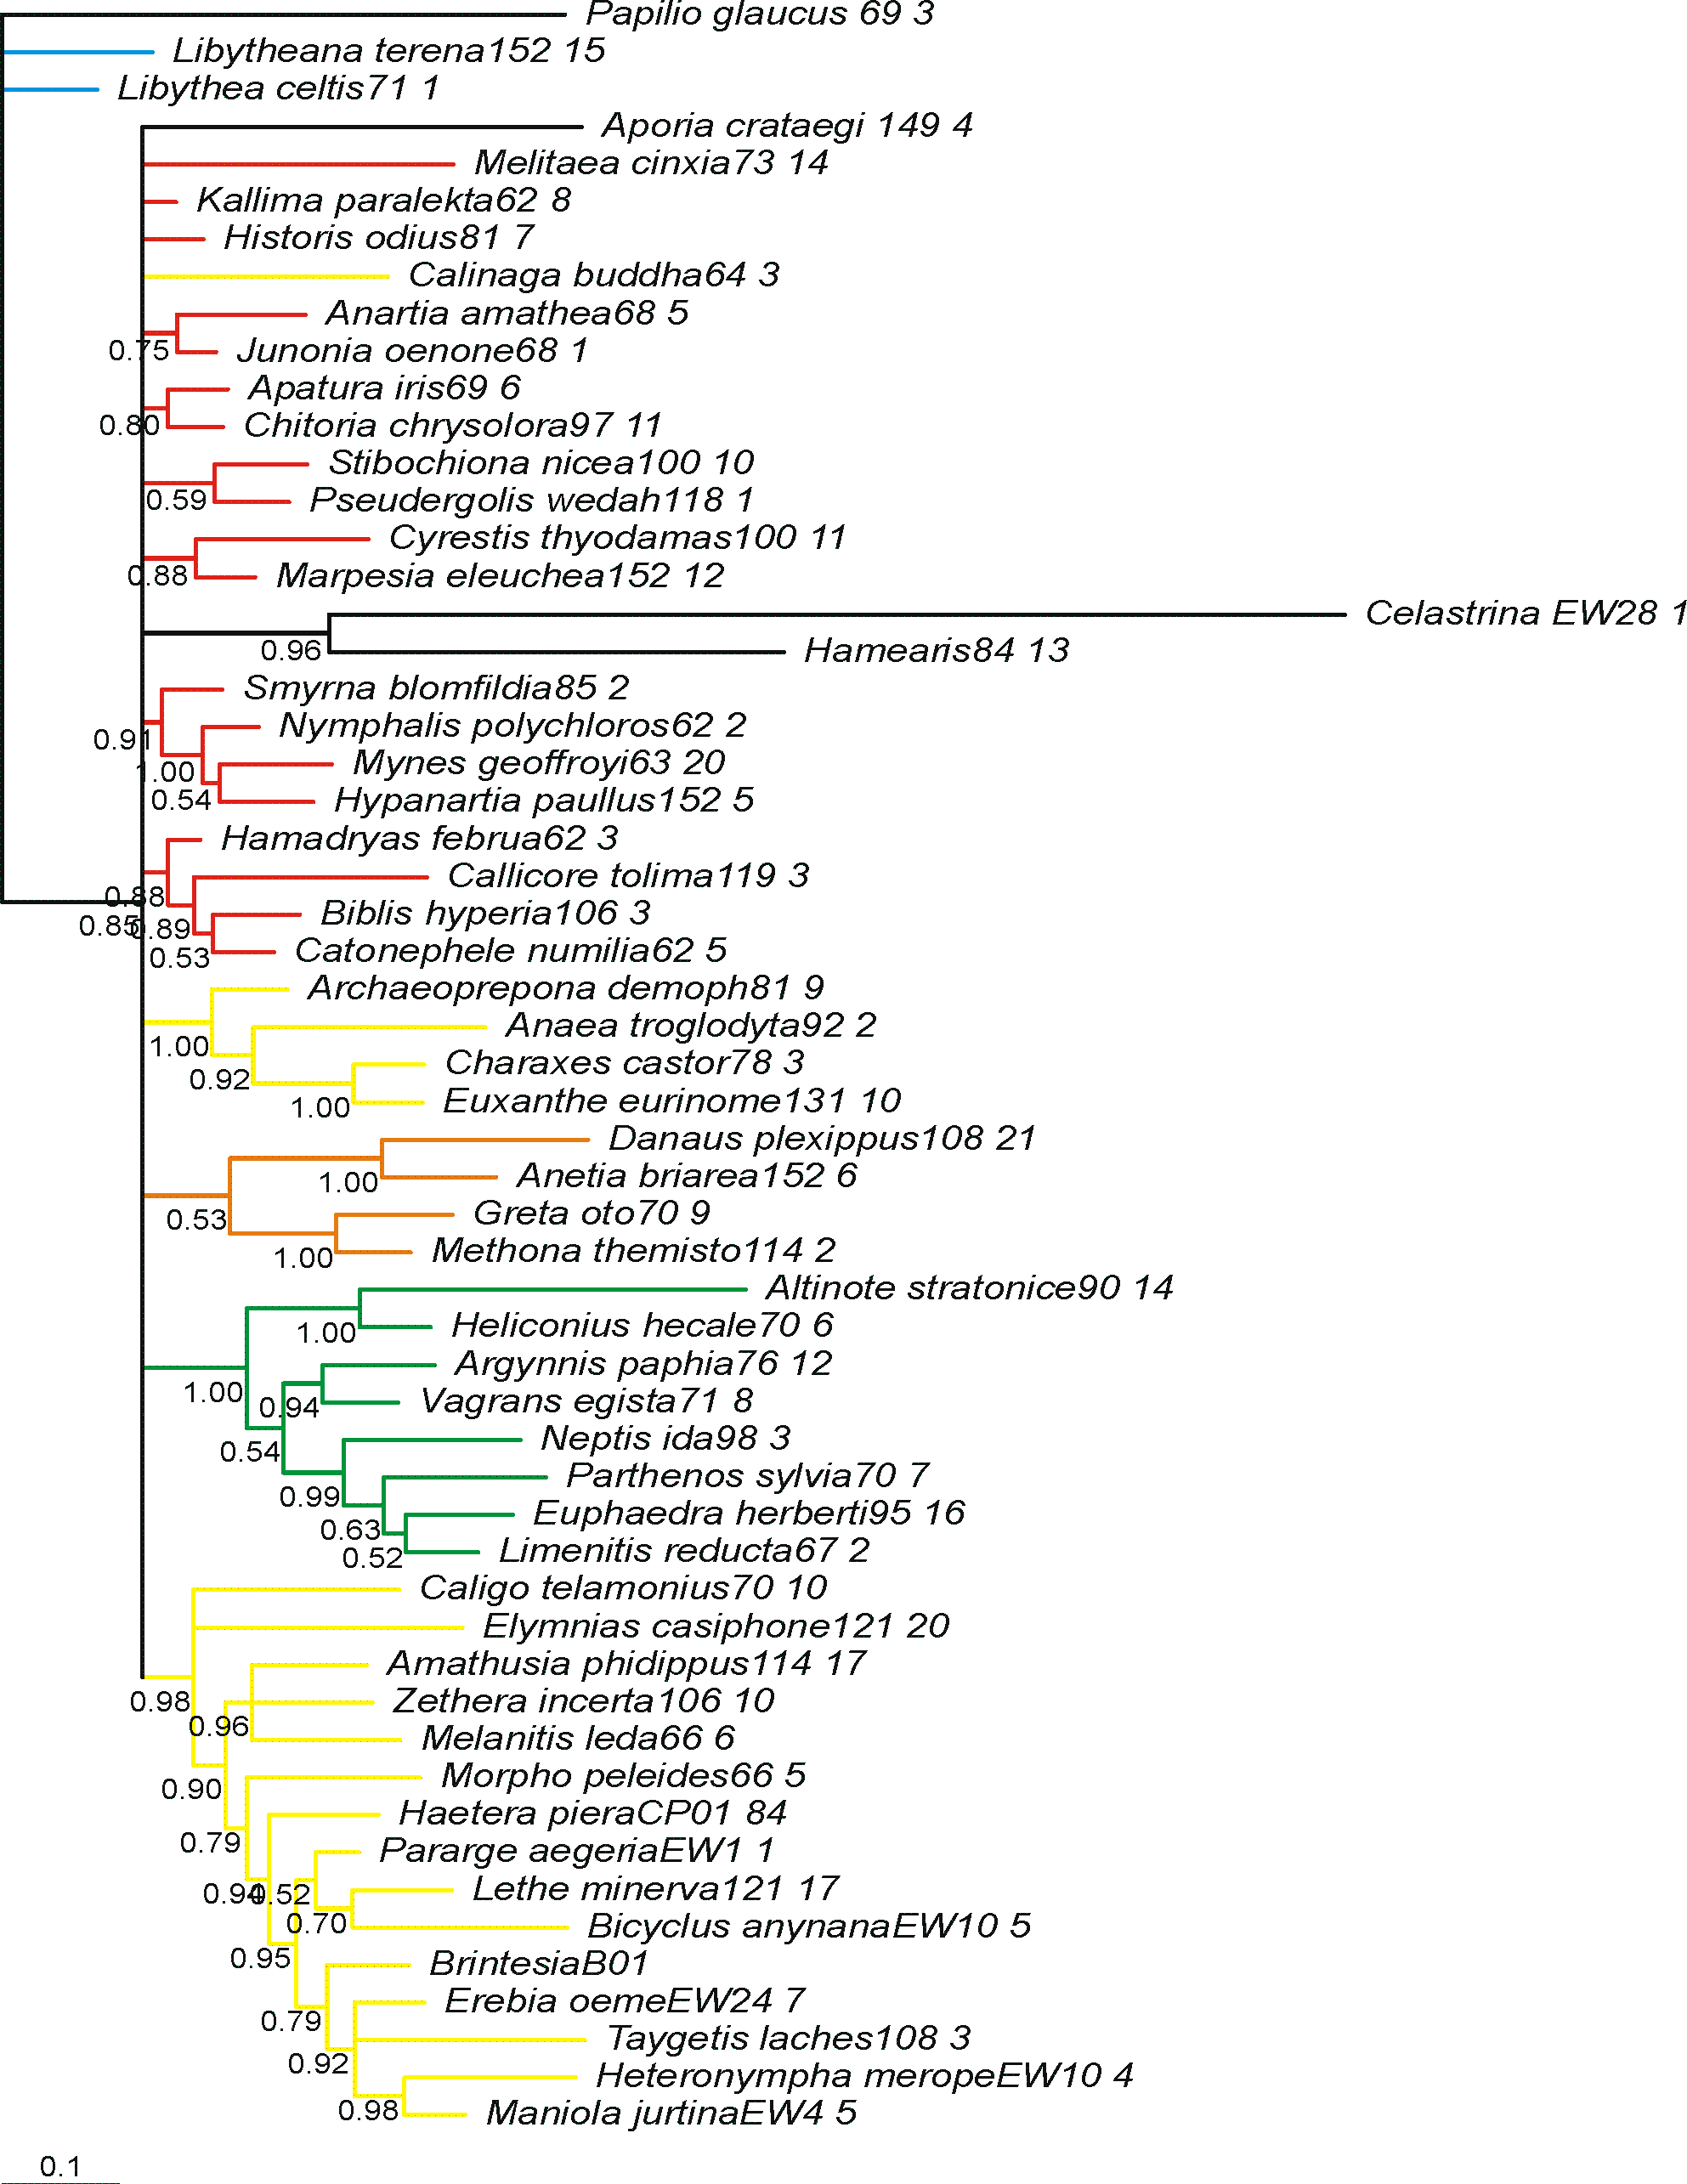 Papilio glaucus 69 3
Libytheana terena152 15
Libythea celtis71 1
Aporia crataegi 149 4
Melitaea cinxia73 14
Kallima paralekta62 8
Historis odius81 7
Calinaga buddha64 3
Anartia amathea68 5
0.75
Junonia oenone68 1
Apatura iris69 6
0.80
Chitoria chrysolora97 11
Stibochiona nicea100 10
0.59
Pseudergolis wedah118 1
Cyrestis thyodamas100 11
0.88
Marpesia eleuchea152 12
Celastrina EW28 1
0.96
Hamearis84 13
Smyrna blomfildia85 2
0.91
Nymphalis polychloros62 2
1.00
Mynes geoffroyi63 20
0.54
Hypanartia paullus152 5
Hamadryas februa62 3
Callicore tolima119 3
0.88
Biblis hyperia106 3
0.85
0.89
Catonephele numilia62 5
0.53
Archaeoprepona demoph81 9
Anaea troglodyta92 2
1.00
Charaxes castor78 3
0.92
Euxanthe eurinome131 10
1.00
Danaus plexippus108 21
Anetia briarea152 6
1.00
Greta oto70 9
0.53
Methona themisto114 2
1.00
Altinote stratonice90 14
Heliconius hecale70 6
1.00
Argynnis paphia76 12
1.00
Vagrans egista71 8
0.94
Neptis ida98 3
0.54
Parthenos sylvia70 7
0.99
Euphaedra herberti95 16
0.63
Limenitis reducta67 2
0.52
Caligo telamonius70 10
Elymnias casiphone121 20
Amathusia phidippus114 17
0.98
Zethera incerta106 10
0.96
Melanitis leda66 6
Morpho peleides66 5
0.90
Haetera pieraCP01 84
0.79
Pararge aegeriaEW1 1
Lethe minerva121 17
0.94
0.52
Bicyclus anynanaEW10 5
0.70
BrintesiaB01
0.95
Erebia oemeEW24 7
0.79
Taygetis laches108 3
0.92
Heteronympha meropeEW10 4
0.98
Maniola jurtinaEW4 5
0.1